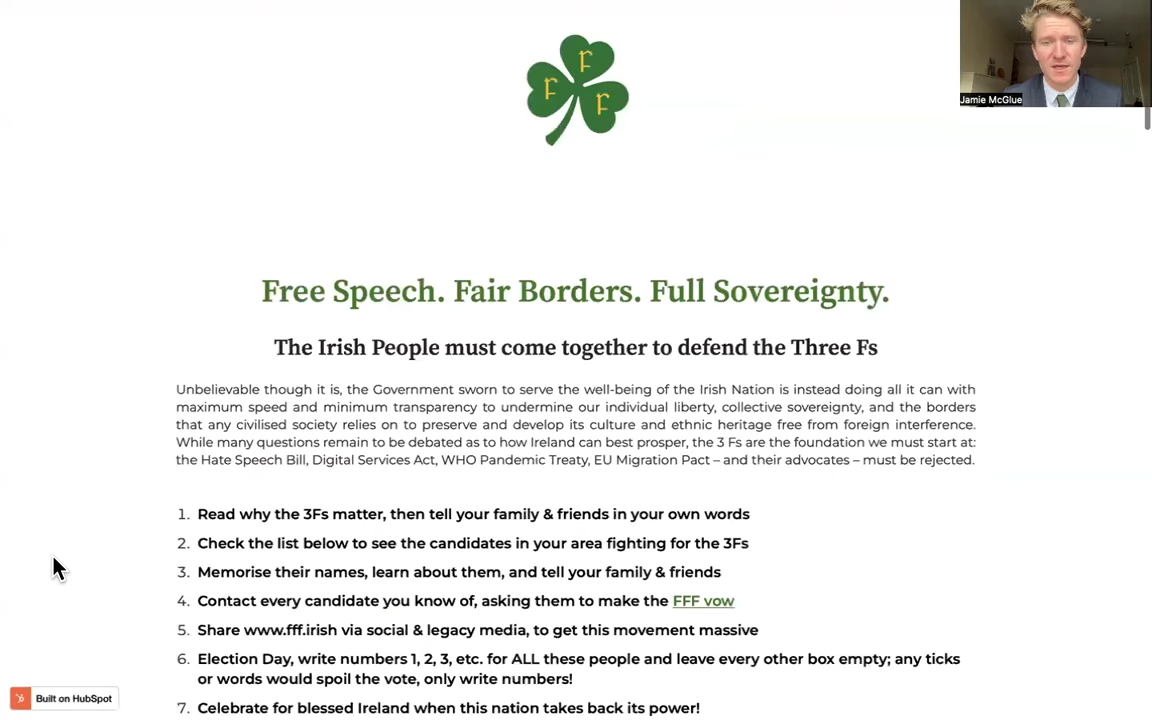 F
F
F
Jamie McGlue
Free Speech. Fair Borders. Full Sovereignty.
The Irish People must come together to defend the Three Fs
Unbelievable though it is, the Government sworn to serve the well-being of the Irish Nation is instead doing all it can with
maximum speed and minimum transparency to undermine our individual liberty, collective sovereignty, and the borders
that any civilised society relies on to preserve and develop its culture and ethnic heritage free from foreign interference.
While many questions remain to be debated as to how Ireland can best prosper, the 3 Fs are the foundation we must start at:
the Hate Speech Bill, Digital Services Act, WHO Pandemic Treaty, EU Migration Pact – and their advocates – must be rejected.
1. Read why the 3Fs matter, then tell your family & friends in your own words
2. Check the list below to see the candidates in your area fighting for the 3Fs
3. Memorise their names, learn about them, and tell your family & friends
4. Contact every candidate you know of, asking them to make the FFF vow
5. Share www.fff.irish via social & legacy media, to get this movement massive
6. Election Day, write numbers 1, 2, 3, etc. for ALL these people and leave every other box empty; any ticks
or words would spoil the vote, only write numbers!
7. Celebrate for blessed Ireland when this nation takes back its power!
Built on HubSpot